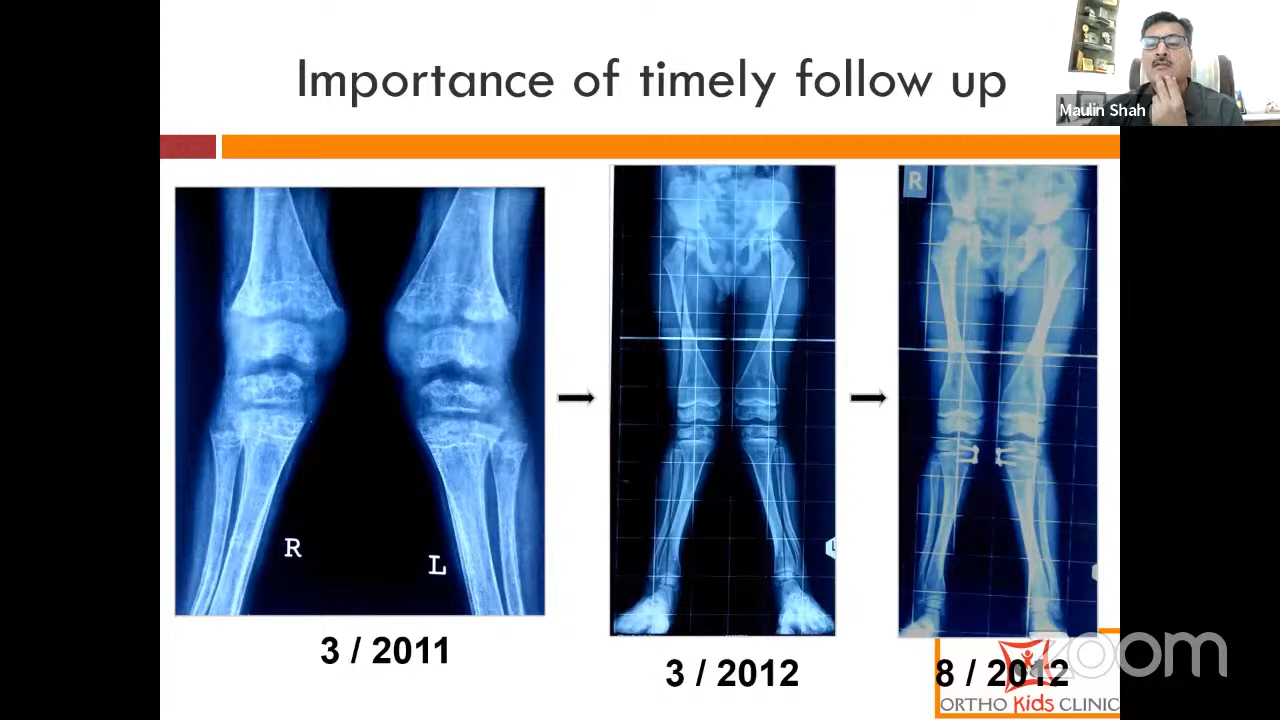 Importance of timely follow up
Maulin Shah
R
R
L
L
3 / 2011
3 / 2012
8 / 2012
zoom
ORTHO Kids CLINIC